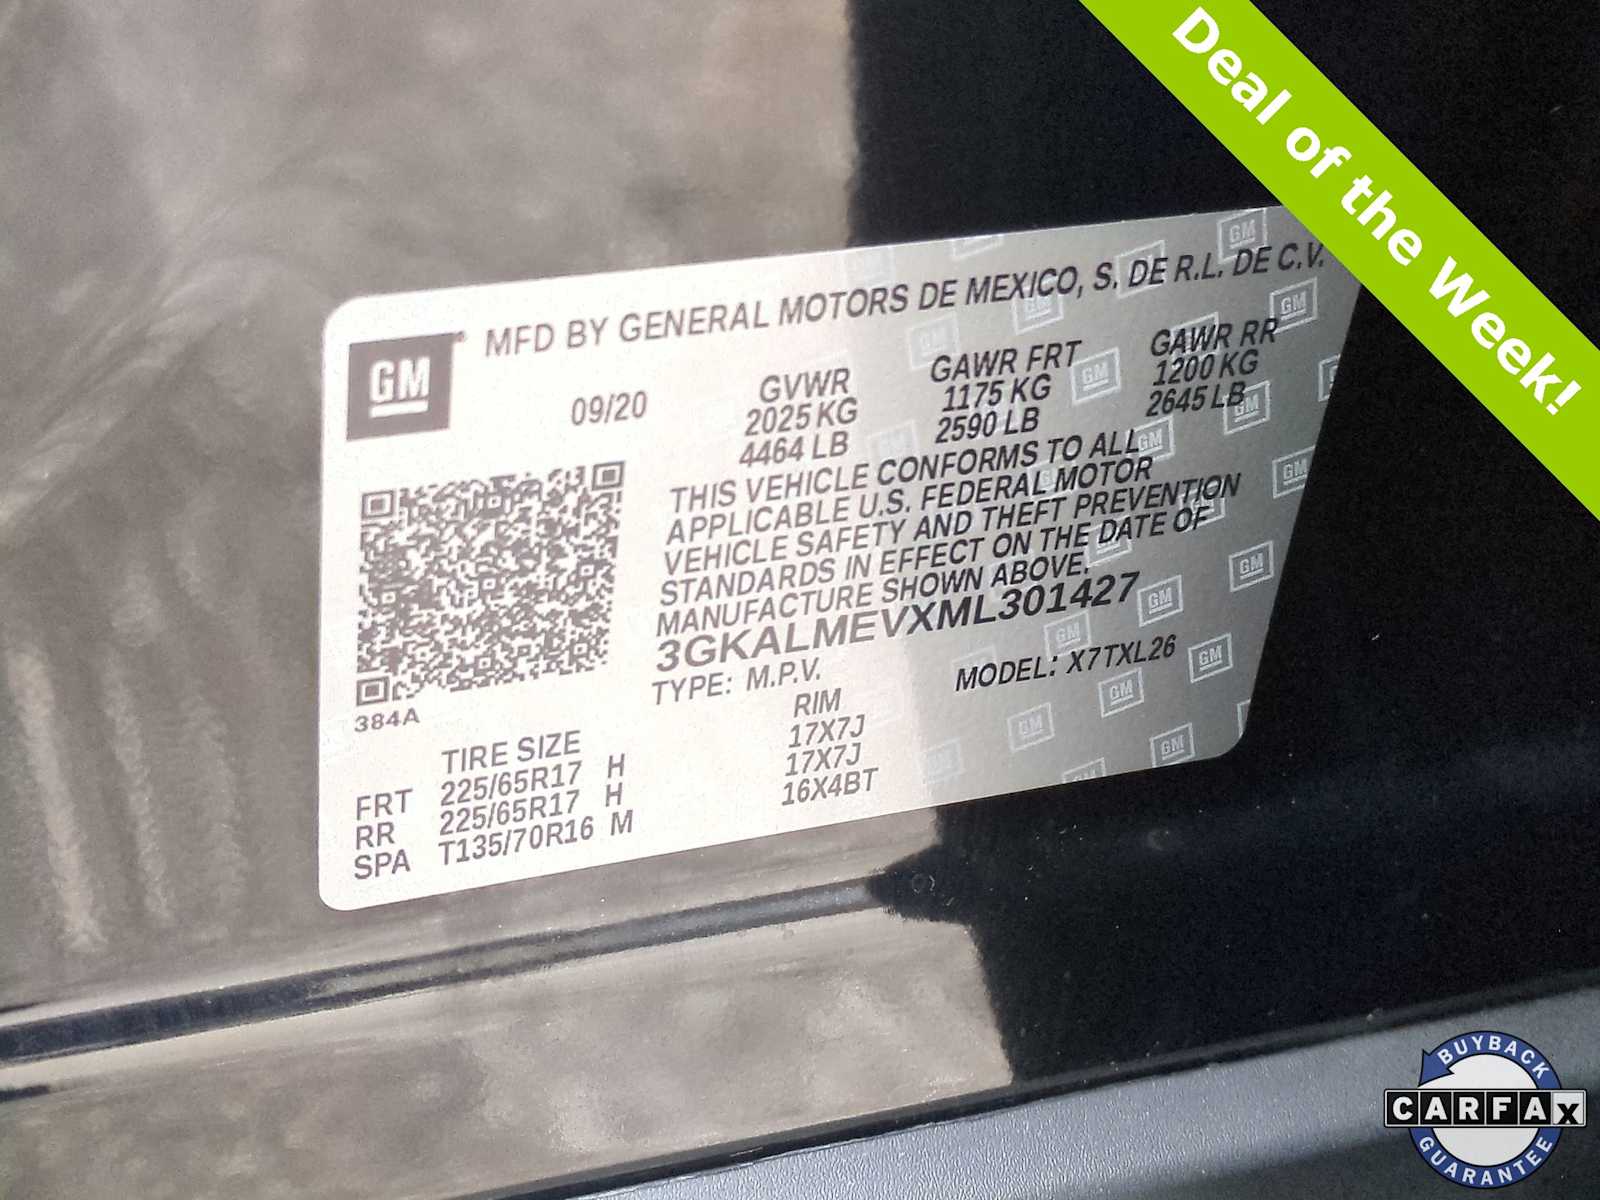 Deal of the Week!
MFD BY GENERAL MOTORS DE MEXICO, S. DE R.L. DE C.V.
GM
09/20
GVWR
2025 KG
4464 LB
GAWR FRT
1175 KG
2590 LB
GAWR RR
1200 KG
2645 LB
THIS VEHICLE CONFORMS TO ALL
APPLICABLE U.S. FEDERAL MOTOR
VEHICLE SAFETY AND THEFT PREVENTION
STANDARDS IN EFFECT ON THE DATE OF
MANUFACTURE SHOWN ABOVE.
3GKALMEVXML301427
TYPE: M.P.V. MODEL: X7TXL26
384A
TIRE SIZE RIM
FRT 225/65R17 H 17X7J
RR 225/65R17 H 17X7J
SPA T135/70R16 M 16X4BT
BUYBACK
CARFAX
GUARANTEE